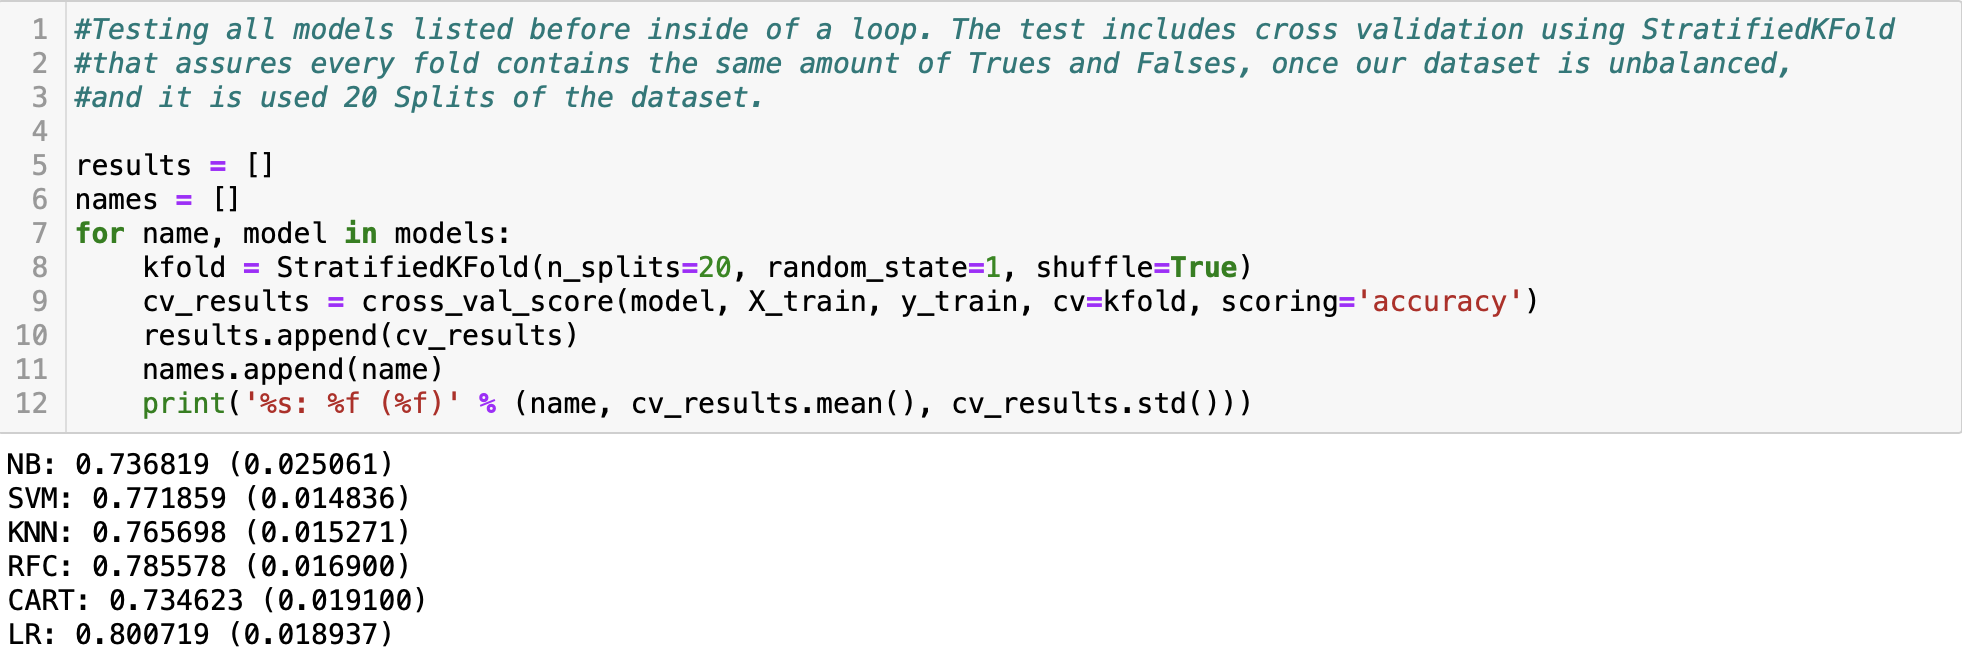 1 #Testing all models listed before inside of a loop. The test includes cross validation using StratifiedKFold
2 #that assures every fold contains the same amount of Trues and Falses, once our dataset is unbalanced,
3 #and it is used 20 Splits of the dataset.
4
5 results = []
6 names = []
7 for name, model in models:
8     kfold = StratifiedKFold(n_splits=20, random_state=1, shuffle=True)
9     cv_results = cross_val_score(model, X_train, y_train, cv=kfold, scoring='accuracy')
10     results.append(cv_results)
11     names.append(name)
12     print('%s: %f (%f)' % (name, cv_results.mean(), cv_results.std()))
NB: 0.736819 (0.025061)
SVM: 0.771859 (0.014836)
KNN: 0.765698 (0.015271)
RFC: 0.785578 (0.016900)
CART: 0.734623 (0.019100)
LR: 0.800719 (0.018937)